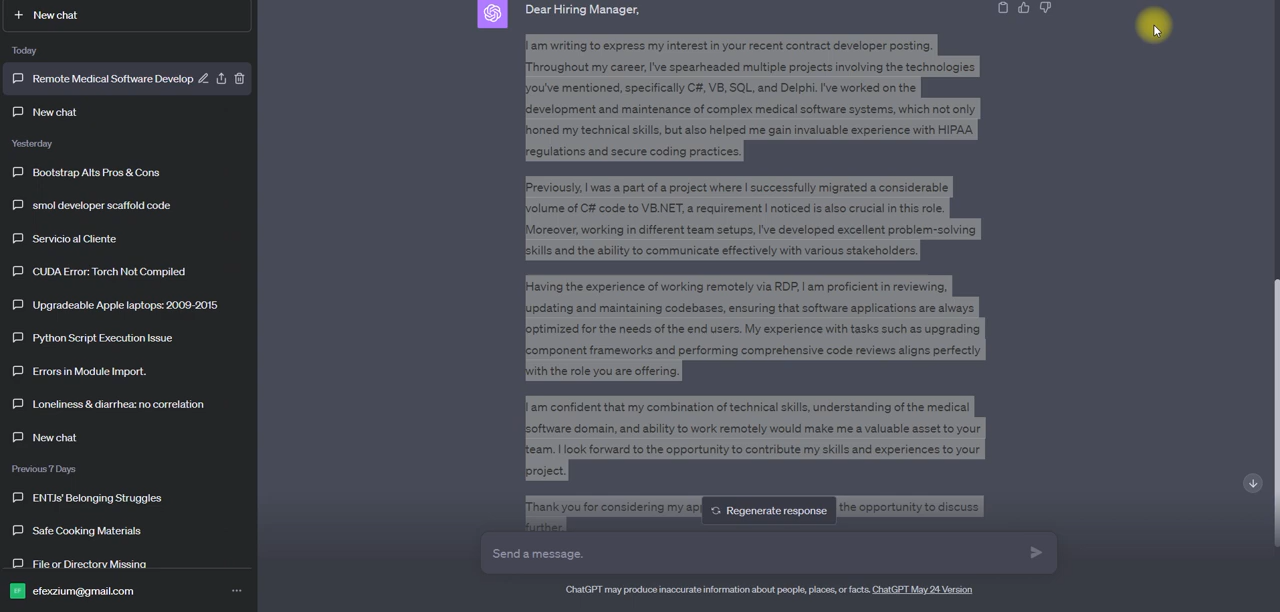 New chat
Today
Remote Medical Software Develop
New chat
Yesterday
Bootstrap Alts Pros & Cons
smol developer scaffold code
Servicio al Cliente
CUDA Error: Torch Not Compiled
Upgradeable Apple laptops: 2009-2015
Python Script Execution Issue
Errors in Module Import.
Loneliness & diarrhea: no correlation
New chat
Previous 7 Days
ENTJs' Belonging Struggles
Safe Cooking Materials
File or Directory Missing
EF
efexzium@gmail.com
Dear Hiring Manager,
I am writing to express my interest in your recent contract developer posting.
Throughout my career, I've spearheaded multiple projects involving the technologies
you've mentioned, specifically C#, VB, SQL, and Delphi. I've worked on the
development and maintenance of complex medical software systems, which not only
honed my technical skills, but also helped me gain invaluable experience with HIPAA
regulations and secure coding practices.
Previously, I was a part of a project where I successfully migrated a considerable
volume of C# code to VB.NET, a requirement I noticed is also crucial in this role.
Moreover, working in different team setups, I've developed excellent problem-solving
skills and the ability to communicate effectively with various stakeholders.
Having the experience of working remotely via RDP, I am proficient in reviewing,
updating and maintaining codebases, ensuring that software applications are always
optimized for the needs of the end users. My experience with tasks such as upgrading
component frameworks and performing comprehensive code reviews aligns perfectly
with the role you are offering.
I am confident that my combination of technical skills, understanding of the medical
software domain, and ability to work remotely would make me a valuable asset to your
team. I look forward to the opportunity to contribute my skills and experiences to your
project.
Thank you for considering my the opportunity to discuss
further.
Regenerate response
Send a message.
ChatGPT may produce inaccurate information about people, places, or facts. ChatGPT May 24 Version